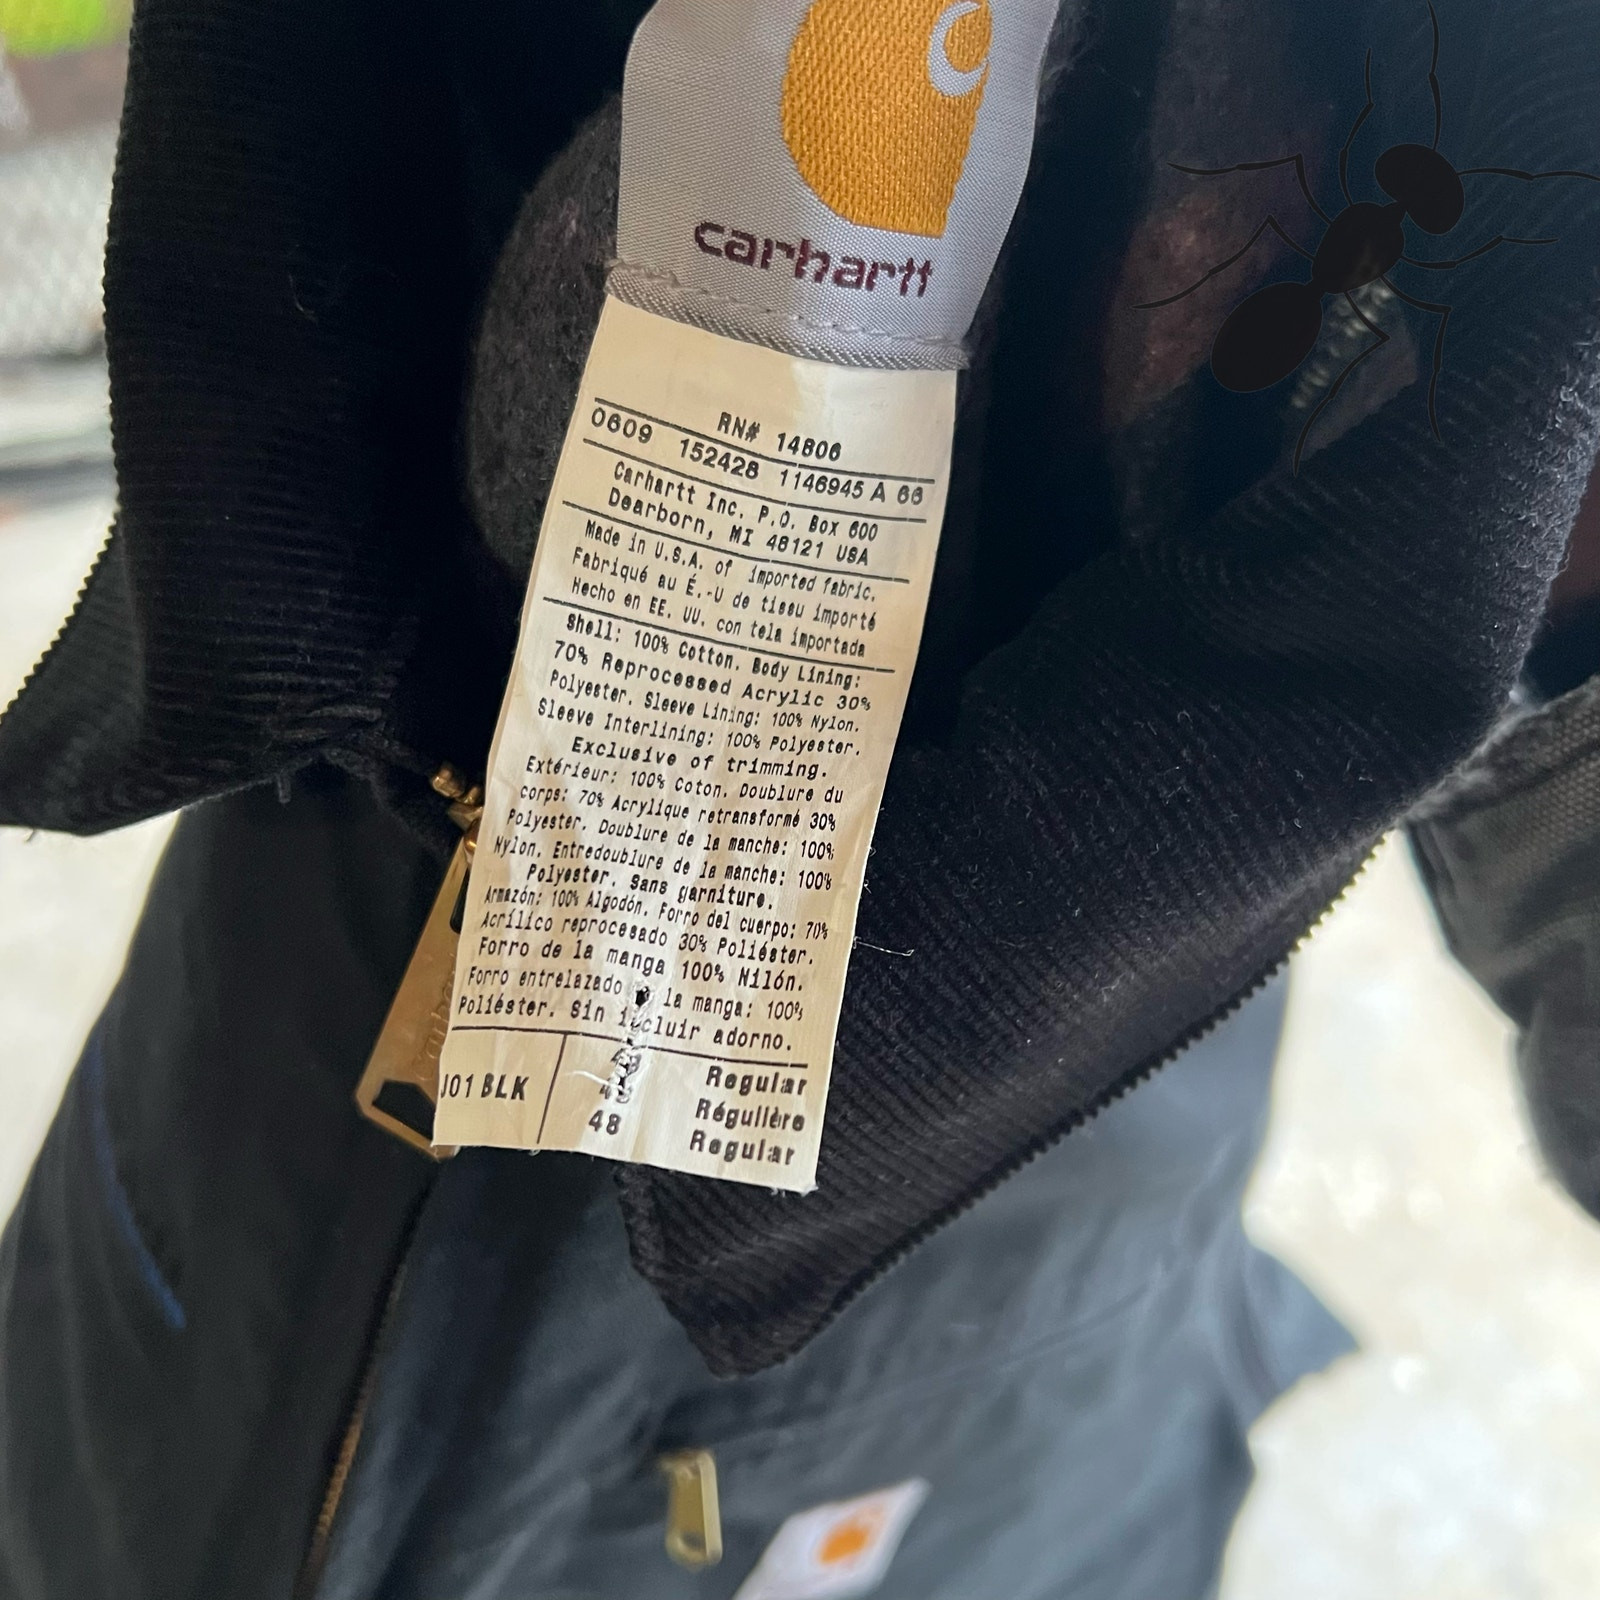 carhartt
RN# 14806
0609 152428 1146945 A 66
Carhartt Inc. P.O. Box 600
Dearborn, MI 48121 USA
Made in U.S.A. of imported fabric.
Fabriqué au É.-U de tissu importé
Hecho en EE. UU. con tela importada
Shell: 100% Cotton. Body Lining:
70% Reprocessed Acrylic 30%
Polyester. Sleeve Lining: 100% Nylon.
Sleeve Interlining: 100% Polyester.
Exclusive of trimming.
Extérieur: 100% Coton. Doublure du
corps: 70% Acrylique retransformé 30%
Polyester. Doublure de la manche: 100%
Nylon. Entredoublure de la manche: 100%
Polyester. Sans garniture.
Armazón: 100% Algodón. Forro del cuerpo: 70%
Acrílico reprocesado 30% Poliéster.
Forro de la manga 100% Nilón.
Forro entrelazado la manga: 100%
Poliéster. Sin incluir adorno.
J01 BLK
Regular
Régulière
48 Regular